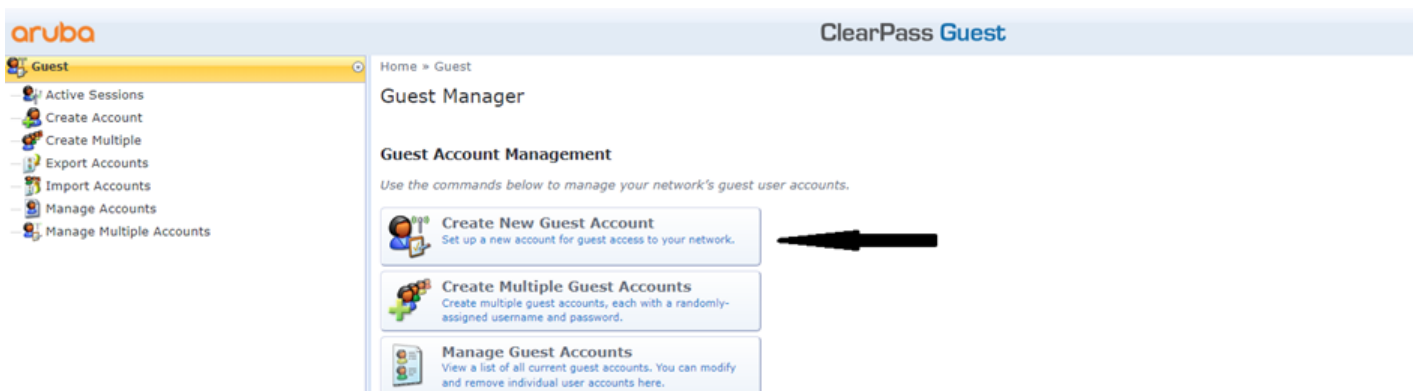 aruba
ClearPass Guest
Guest
Active Sessions
Create Account
Create Multiple
Export Accounts
Import Accounts
Manage Accounts
Manage Multiple Accounts
Home » Guest
Guest Manager
Guest Account Management
Use the commands below to manage your network's guest user accounts.
Create New Guest Account
Set up a new account for guest access to your network.
Create Multiple Guest Accounts
Create multiple guest accounts, each with a randomly-
assigned username and password.
Manage Guest Accounts
View a list of all current guest accounts. You can modify
and remove individual user accounts here.